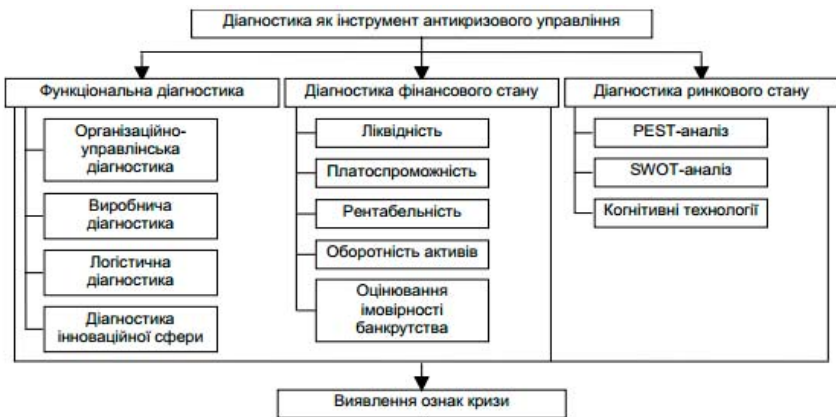 Діагностика як інструмент антикризового управління
Функціональна діагностика
Організаційно-
управлінська
діагностика
Виробнича
діагностика
Логістична
діагностика
Діагностика
інноваційної сфери
Діагностика фінансового стану
Ліквідність
Платоспроможність
Рентабельність
Оборотність активів
Оцінювання
імовірності
банкрутства
Діагностика ринкового стану
PEST-аналіз
SWOT-аналіз
Когнітивні технології
Виявлення ознак кризи